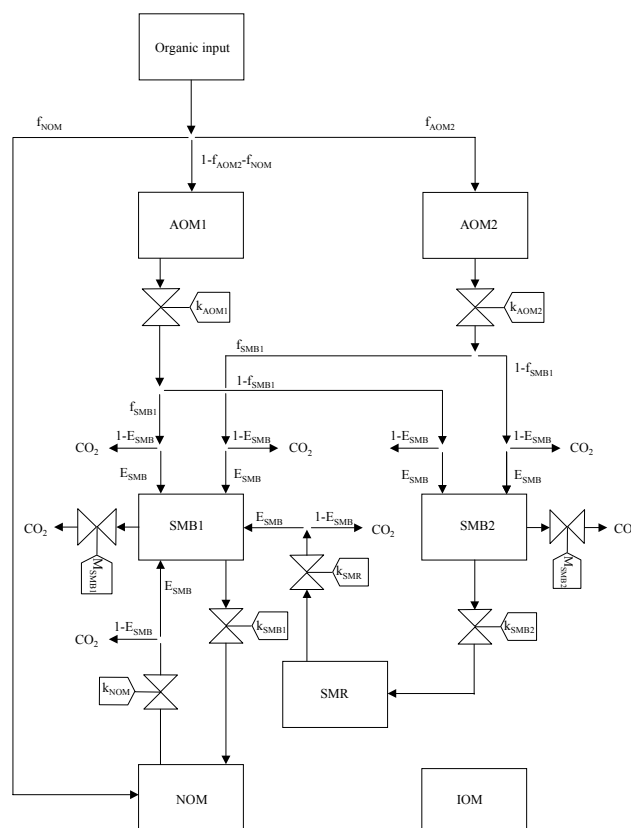 Organic input
f_NOM
f_AOM2
1-f_AOM2-f_NOM
AOM1
AOM2
k_AOM1
k_AOM2
f_SMB1
1-f_SMB1
1-f_SMB1
f_SMB1
CO₂
1-E_SMB
1-E_SMB
CO₂
CO₂
1-E_SMB
1-E_SMB
CO₂
E_SMB
E_SMB
E_SMB
E_SMB
CO₂
SMB1
E_SMB
1-E_SMB
CO₂
SMB2
CO
M_SMB1
k_SMR
M_SMB2
E_SMB
k_SMB1
k_SMB2
CO₂
1-E_SMB
k_NOM
SMR
NOM
IOM